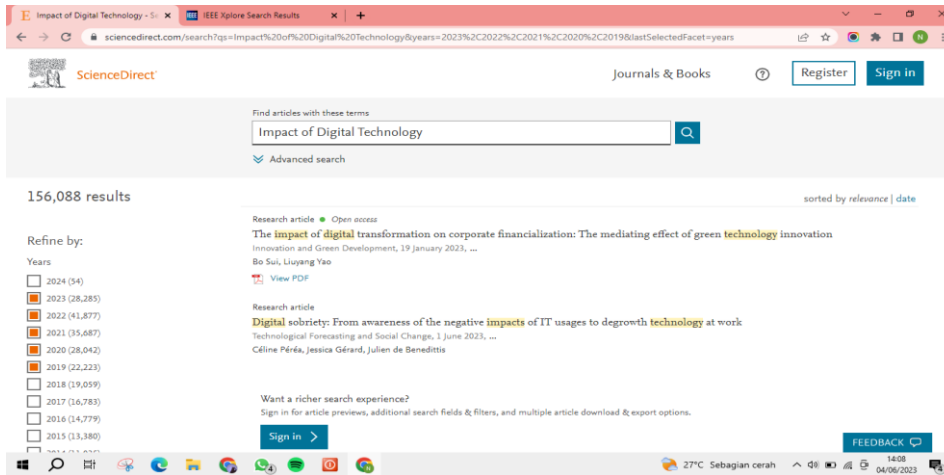 Impact of Digital Technology - Sc
IEEE Xplore Search Results
sciencedirect.com/search?qs=Impact%20of%20Digital%20Technology&years=2023%2C2022%2C2021%2C2020%2C2019&lastSelectedFacet=years
ScienceDirect
Journals & Books
Register
Sign in
Find articles with these terms
Impact of Digital Technology
Advanced search
156,088 results
sorted by relevance | date
Refine by:
Years
2024 (54)
2023 (28,285)
2022 (41,877)
2021 (35,687)
2020 (28,042)
2019 (22,223)
2018 (19,059)
2017 (16,783)
2016 (14,779)
2015 (13,380)
Research article Open access
The impact of digital transformation on corporate financialization: The mediating effect of green technology innovation
Innovation and Green Development, 19 January 2023, ...
Bo Sui, Liuyang Yao
View PDF
Research article
Digital sobriety: From awareness of the negative impacts of IT usages to degrowth technology at work
Technological Forecasting and Social Change, 1 June 2023, ...
Céline Péréa, Jessica Gérard, Julien de Benedittis
Want a richer search experience?
Sign in for article previews, additional search fields & filters, and multiple article download & export options.
Sign in
FEEDBACK
27°C Sebagian cerah
14:08
04/06/2023